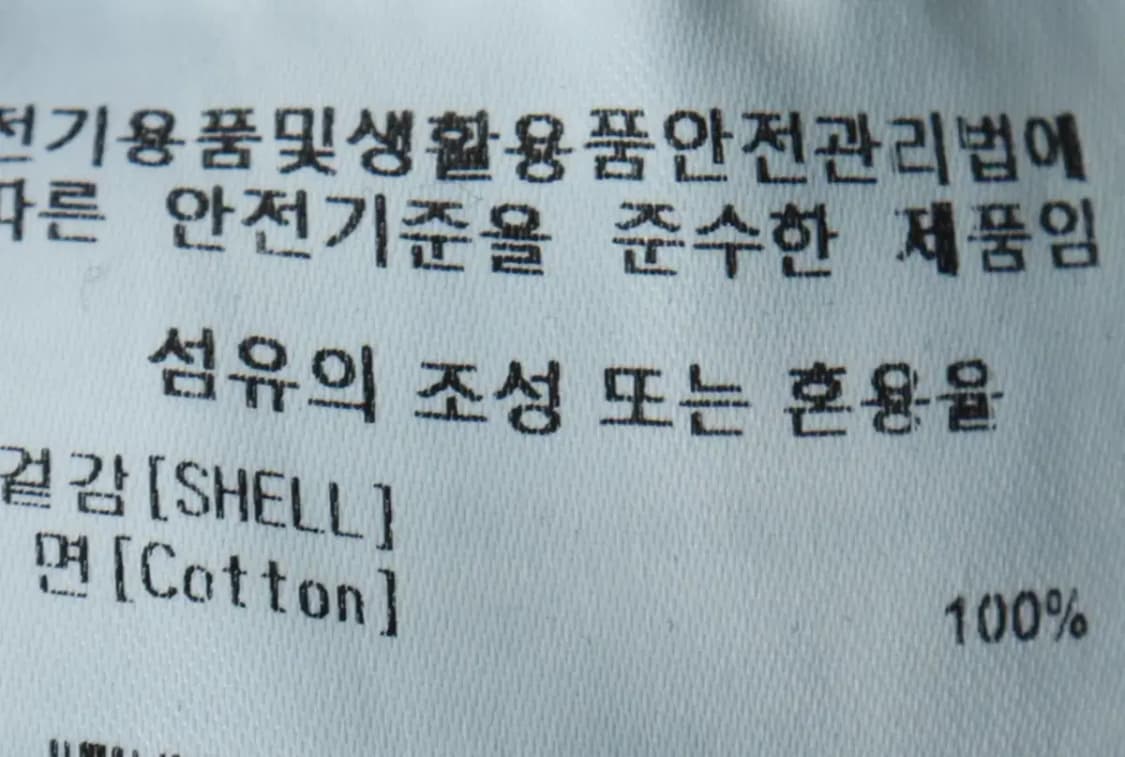 전기용품및생활용품안전관리법에
따른 안전기준을 준수한 제품임
섬유의 조성 또는 혼용율
겉감[SHELL]
면[Cotton] 100%